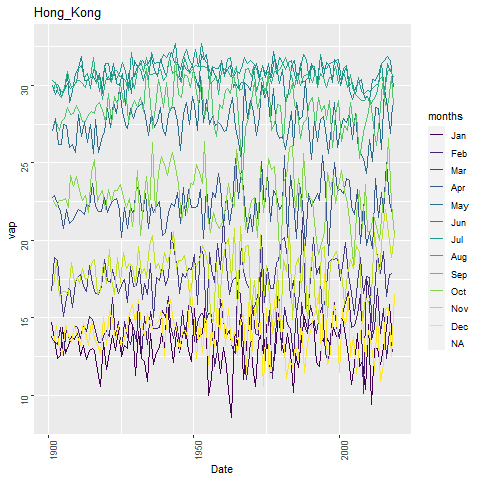 Hong_Kong
vap
30
25
20
15
10
1900
1950
2000
Date
months
Jan
Feb
Mar
Apr
May
Jun
Jul
Aug
Sep
Oct
Nov
Dec
NA